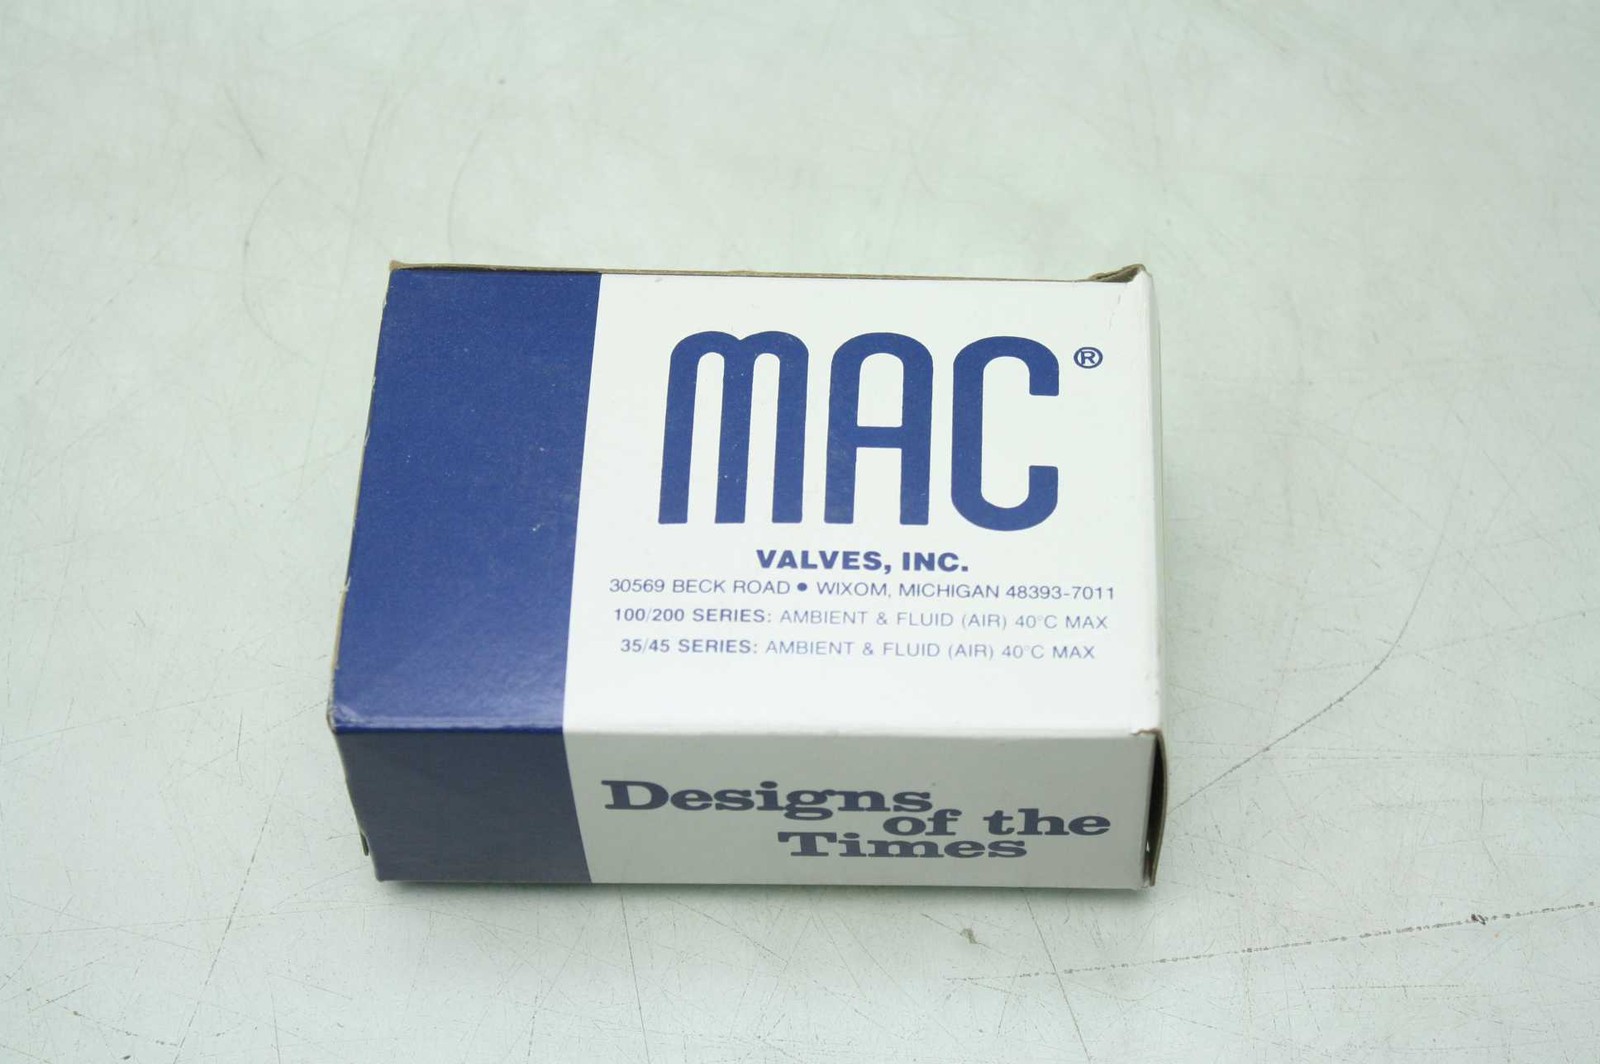 MAC®
VALVES, INC.
30569 BECK ROAD • WIXOM, MICHIGAN 48393-7011
100/200 SERIES: AMBIENT & FLUID (AIR) 40°C MAX
35/45 SERIES: AMBIENT & FLUID (AIR) 40°C MAX
Designs
of the
Times